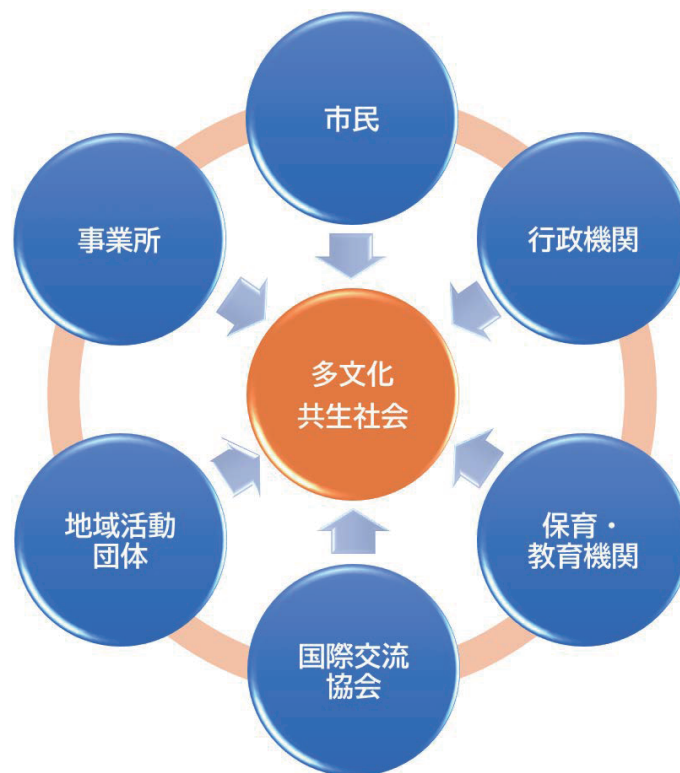 市民
行政機関
保育・
教育機関
国際交流
協会
地域活動
団体
事業所
多文化
共生社会